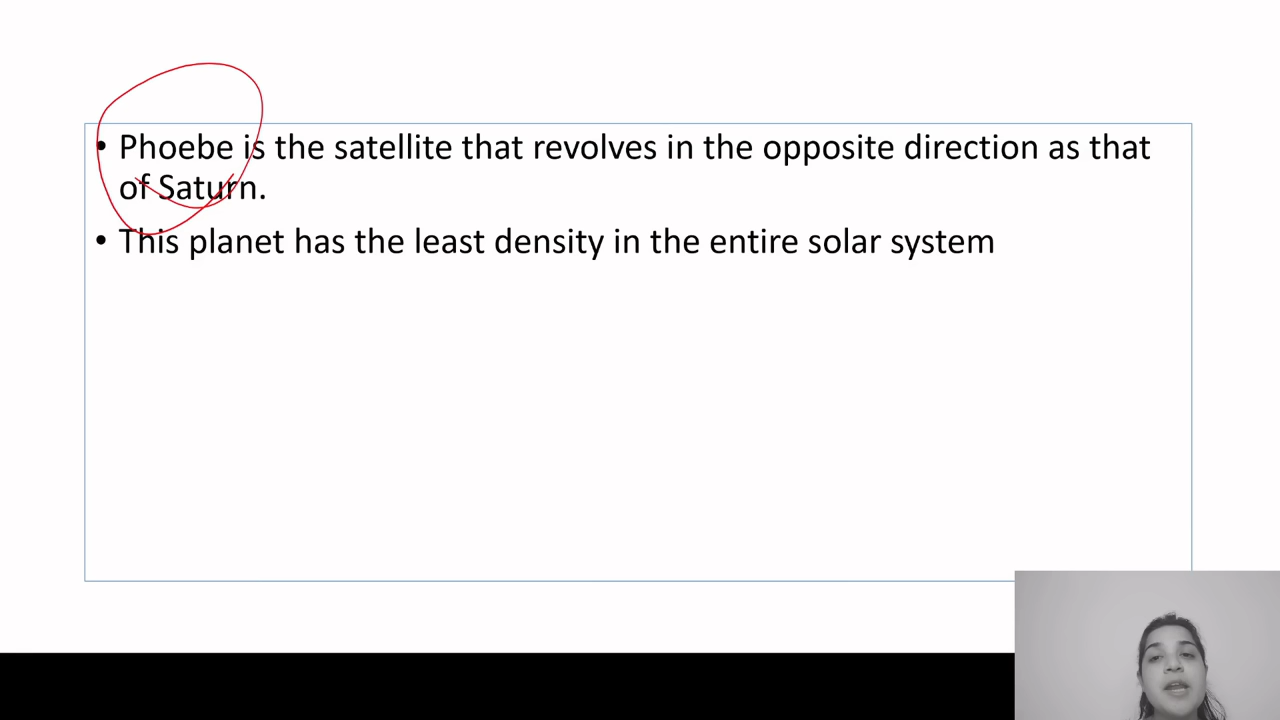 • Phoebe is the satellite that revolves in the opposite direction as that
of Saturn.
• This planet has the least density in the entire solar system